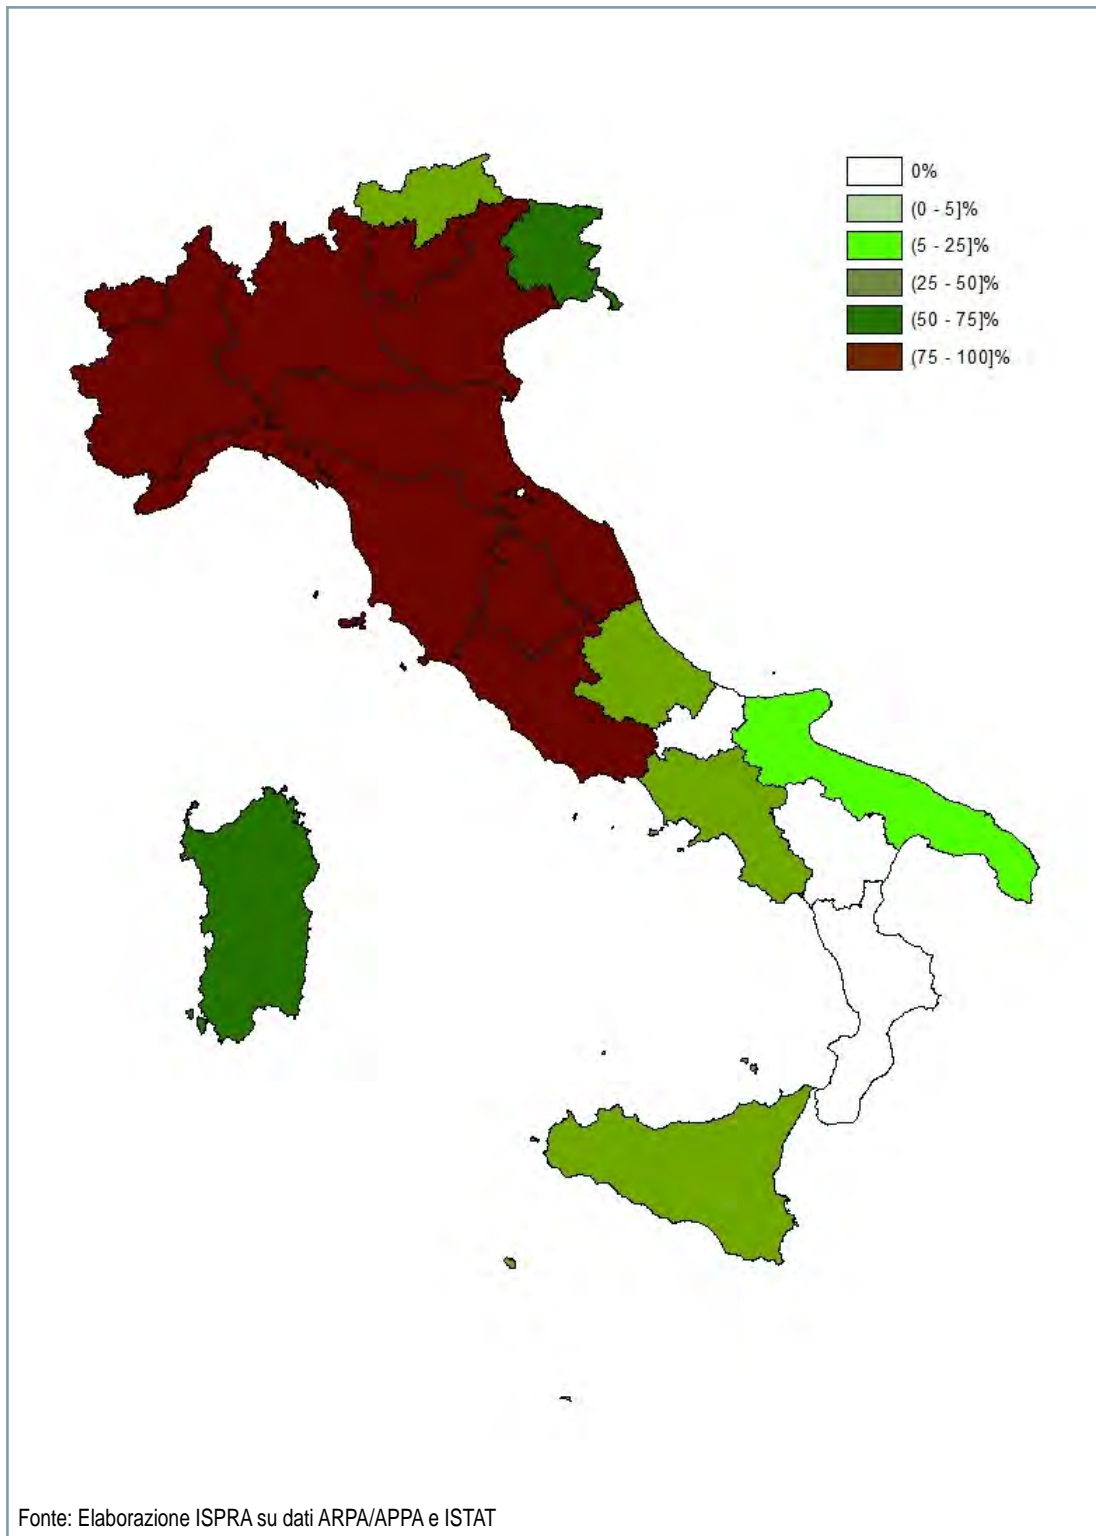 0%
(0 - 5]%
(5 - 25]%
(25 - 50]%
(50 - 75]%
(75 - 100]%
Fonte: Elaborazione ISPRA su dati ARPA/APPA e ISTAT